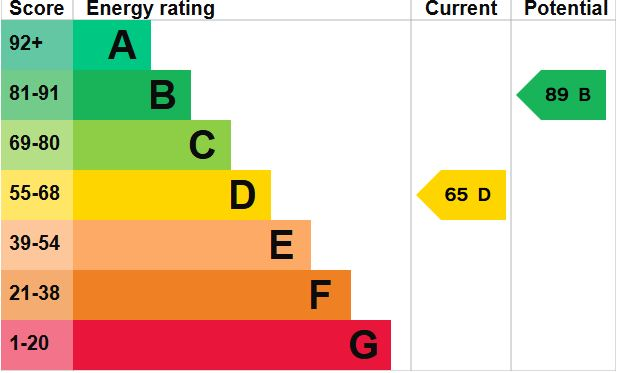 Score Energy rating Current Potential
92+ A
81-91 B 89 B
69-80 C
55-68 D 65 D
39-54 E
21-38 F
1-20 G